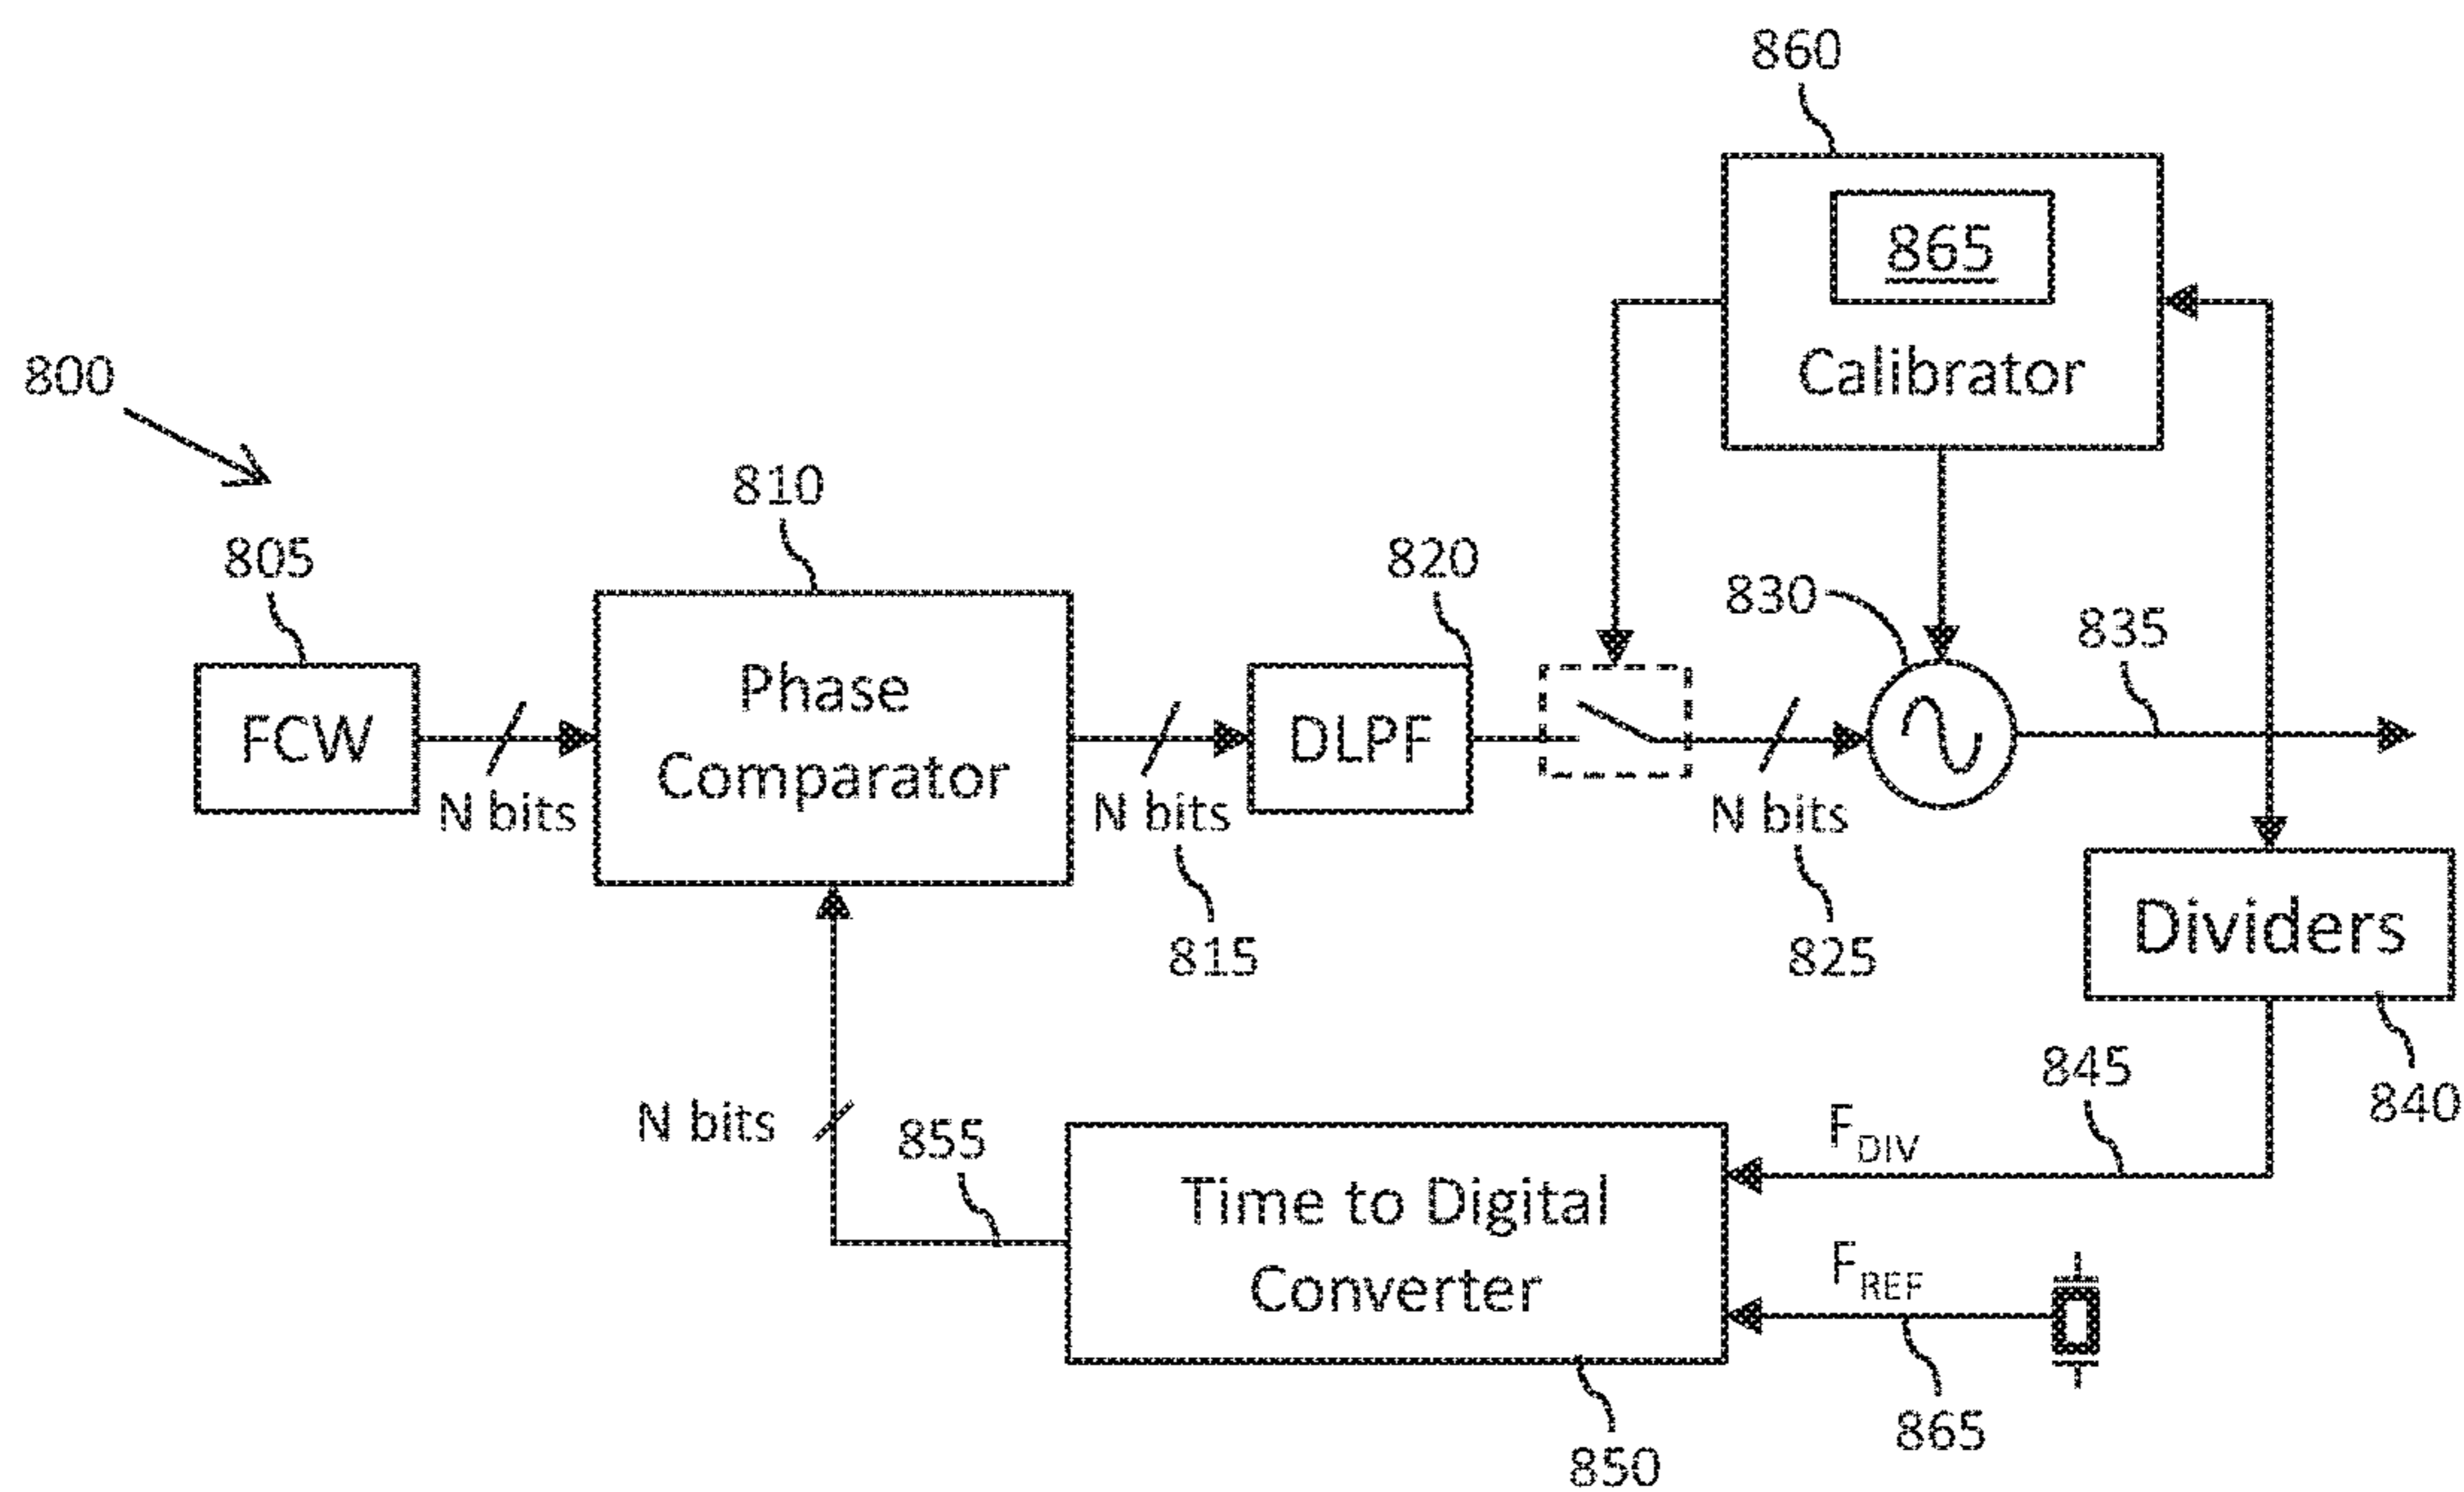 860
865
Calibrator
800
810
805
820
830
835
FCW
N bits
Phase
Comparator
N bits
815
DLPF
N bits
825
Dividers
840
845
F_DIV
N bits
855
Time to Digital
Converter
F_REF
865
850